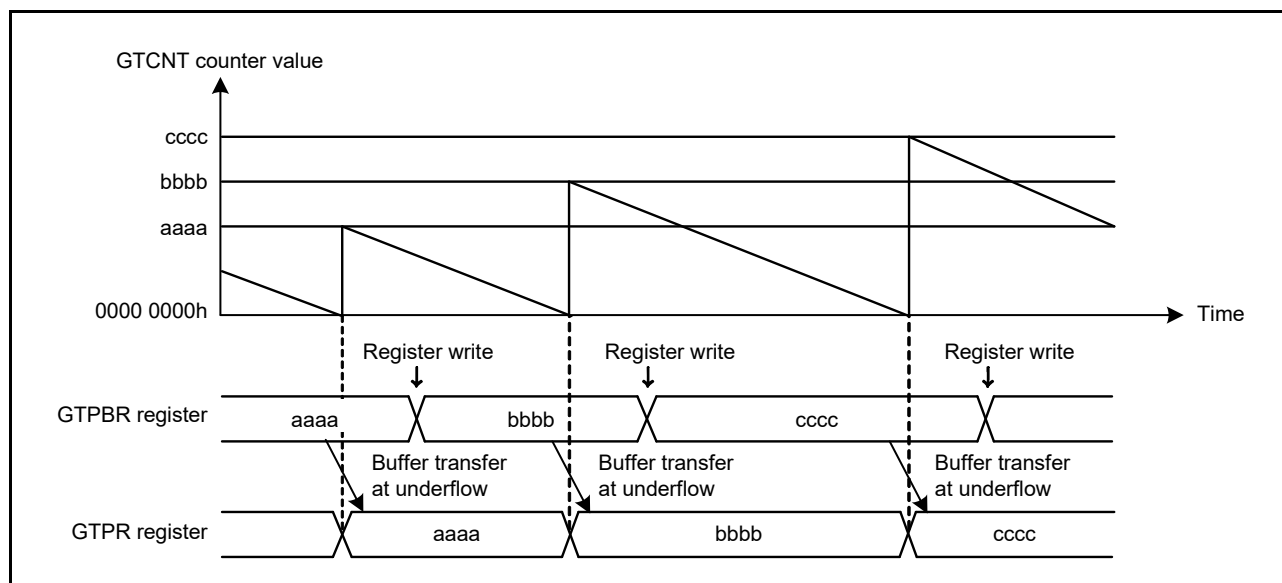 GTCNT counter value
cccc
bbbb
aaaa
0000 0000h
Time
Register write Register write Register write
GTPBR register aaaa bbbb cccc
Buffer transfer Buffer transfer Buffer transfer
at underflow at underflow at underflow
GTPR register aaaa bbbb cccc